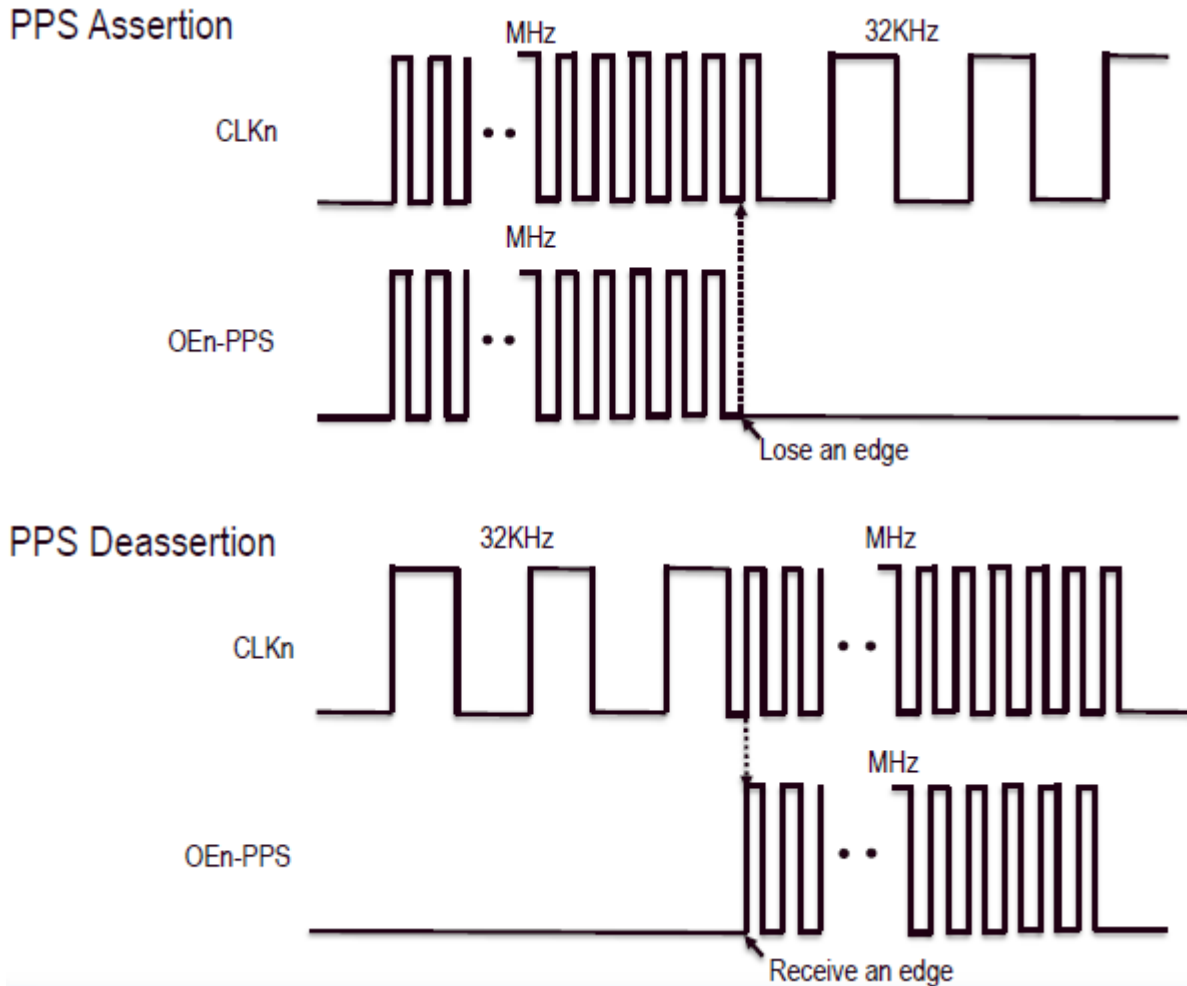 PPS Assertion
MHz
32KHz
CLKn
MHz
OEn-PPS
Lose an edge
PPS Deassertion
32KHz
MHz
CLKn
MHz
OEn-PPS
Receive an edge